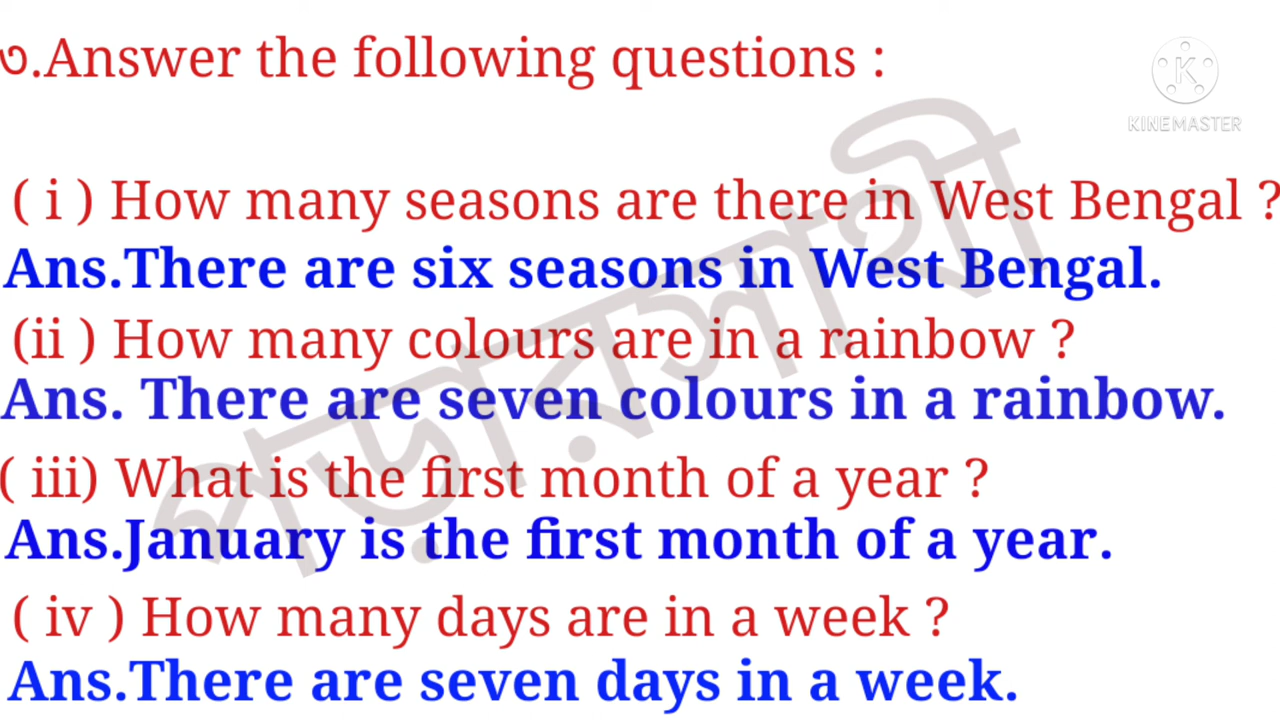 ৩.Answer the following questions :
KINEMASTER
( i ) How many seasons are there in West Bengal ?
Ans.There are six seasons in West Bengal.
(ii ) How many colours are in a rainbow ?
Ans. There are seven colours in a rainbow.
( iii) What is the first month of a year ?
Ans.January is the first month of a year.
( iv ) How many days are in a week ?
Ans.There are seven days in a week.
পড়ারসাথী